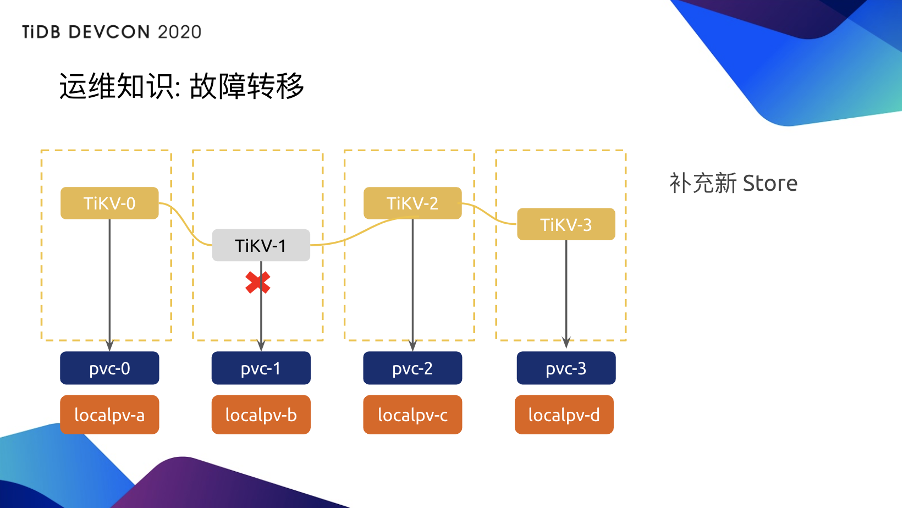 TiDB DEVCON 2020
运维知识: 故障转移
补充新 Store
TiKV-0
TiKV-1
TiKV-2
TiKV-3
pvc-0
pvc-1
pvc-2
pvc-3
localpv-a
localpv-b
localpv-c
localpv-d